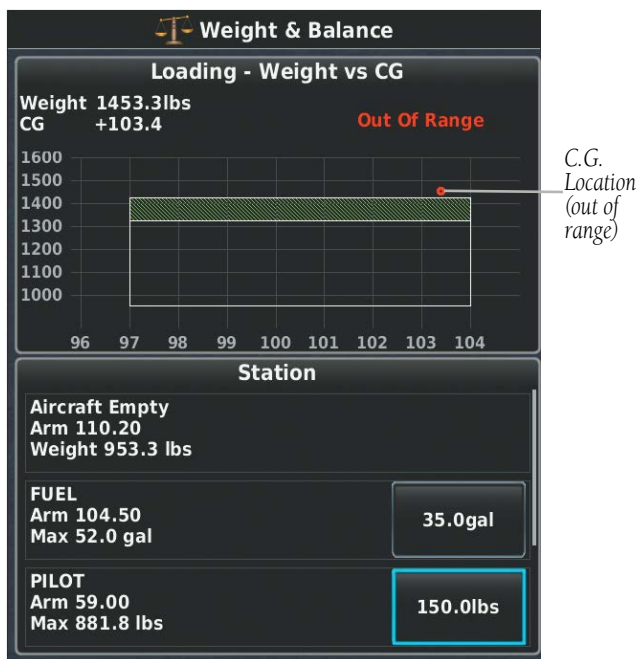 Weight & Balance
Loading - Weight vs CG
Weight 1453.3lbs
CG +103.4
Out Of Range
1600
1500
1400
1300
1200
1100
1000
96 97 98 99 100 101 102 103 104
C.G.
Location
(out of
range)
Station
Aircraft Empty
Arm 110.20
Weight 953.3 lbs
FUEL
Arm 104.50
Max 52.0 gal
35.0gal
PILOT
Arm 59.00
Max 881.8 lbs
150.0lbs